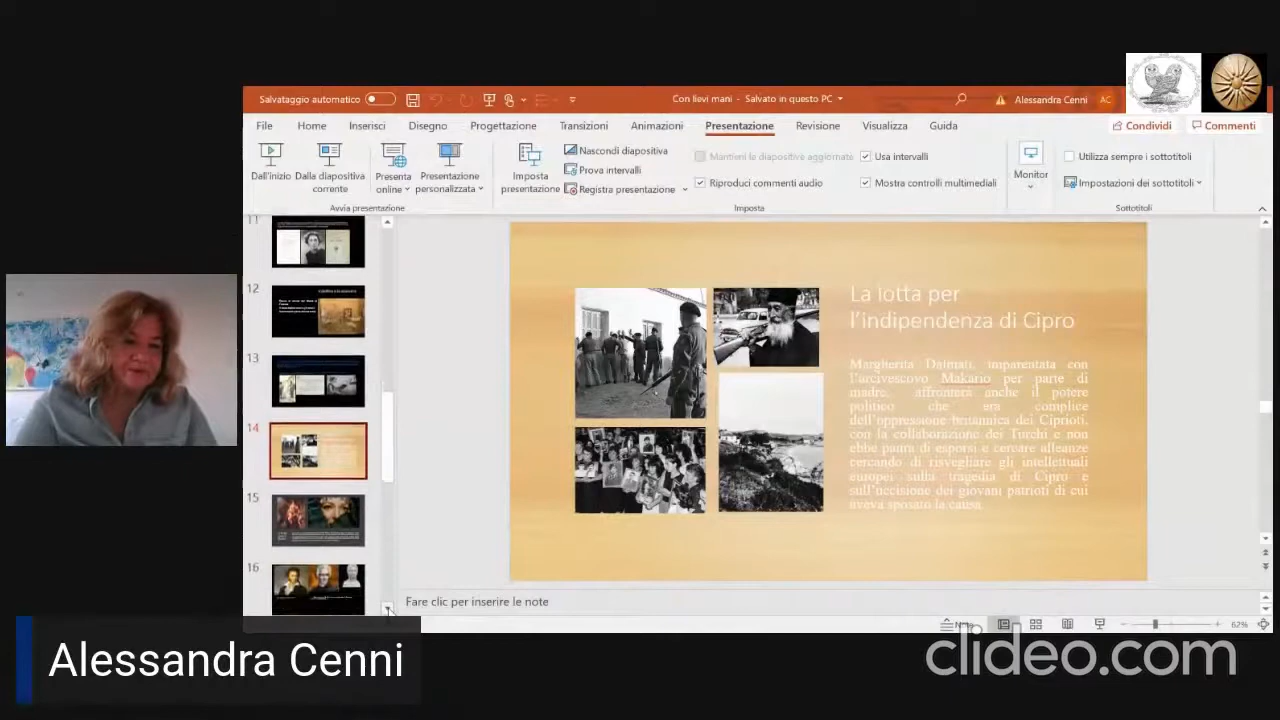 Salvataggio automatico
Con lievi mani - Salvato in questo PC
Alessandra Cenni
AC
File
Home
Inserisci
Disegno
Progettazione
Transizioni
Animazioni
Presentazione
Revisione
Visualizza
Guida
Condividi
Commenti
Dall'inizio
Dalla diapositiva
corrente
Presenta
online
Presentazione
personalizzata
Avvia presentazione
Imposta
presentazione
Nascondi diapositiva
Prova intervalli
Registra presentazione
Mantieni le diapositive aggiornate
Riproduci commenti audio
Usa intervalli
Mostra controlli multimediali
Imposta
Monitor
Utilizza sempre i sottotitoli
Impostazioni dei sottotitoli
Sottotitoli
11
12
13
14
15
16
La lotta per
l'indipendenza di Cipro
Margherita Dalmati, imparentata con
l'arcivescovo Makario per parte di
madre, affronterà anche il potere
politico che era complice
dell'oppressione britannica dei Ciprioti,
con la collaborazione dei Turchi e non
ebbe paura di esporsi e cercare alleanze
cercando di risvegliare gli intellettuali
europei sulla tragedia di Cipro e
sull'uccisione dei giovani patrioti di cui
aveva sposato la causa.
Fare clic per inserire le note
62%
Alessandra Cenni
clideo.com